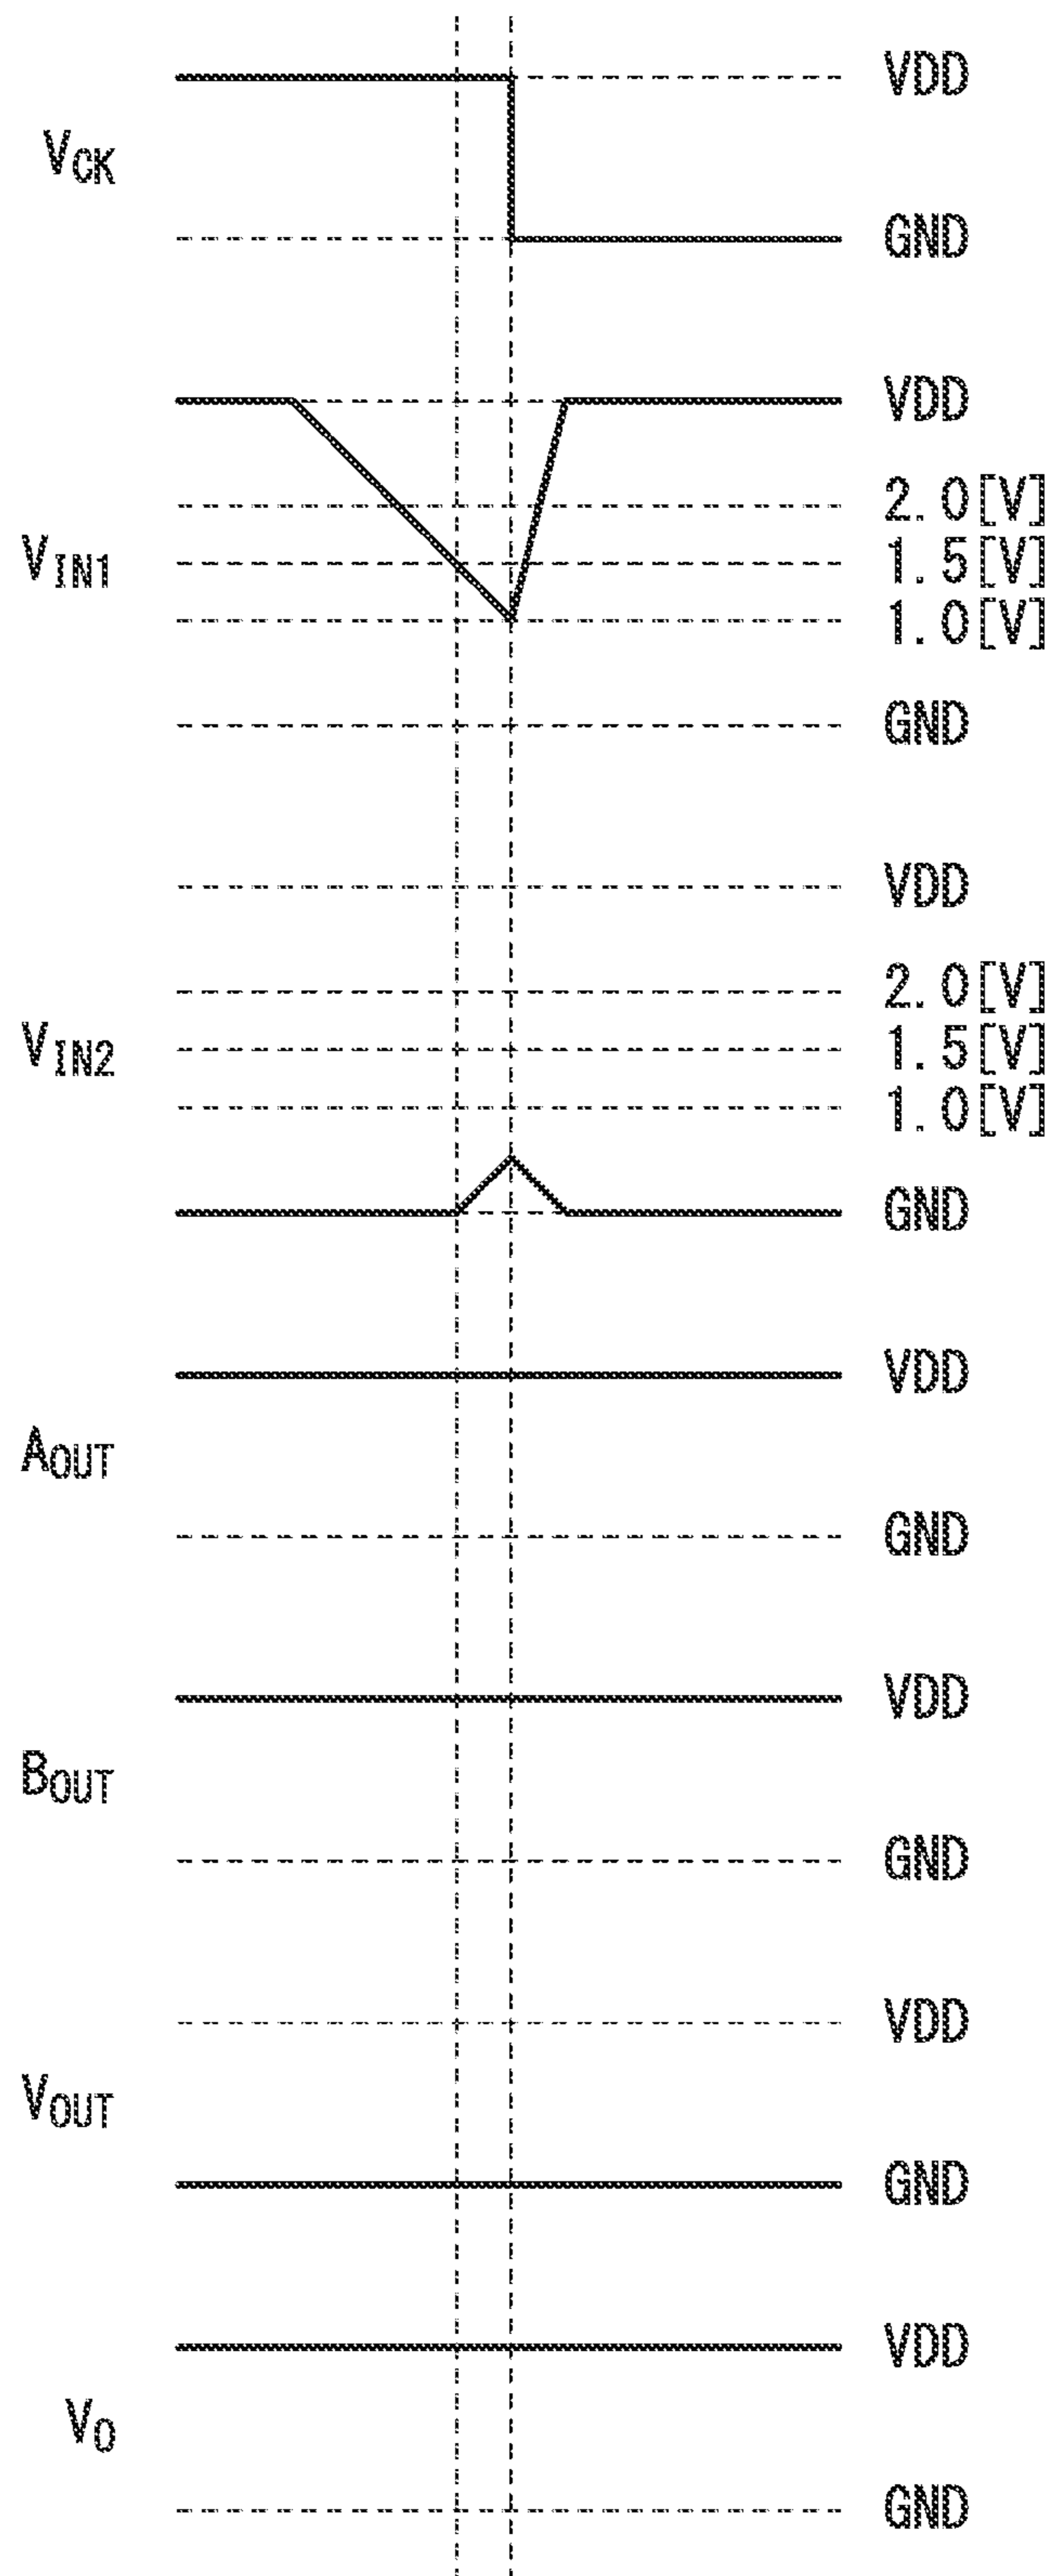 VDD
VCK
GND
VDD
2.0[V]
VIN1
1.5[V]
1.0[V]
GND
VDD
2.0[V]
VIN2
1.5[V]
1.0[V]
GND
VDD
AOUT
GND
VDD
BOUT
GND
VDD
VOUT
GND
VDD
VO
GND